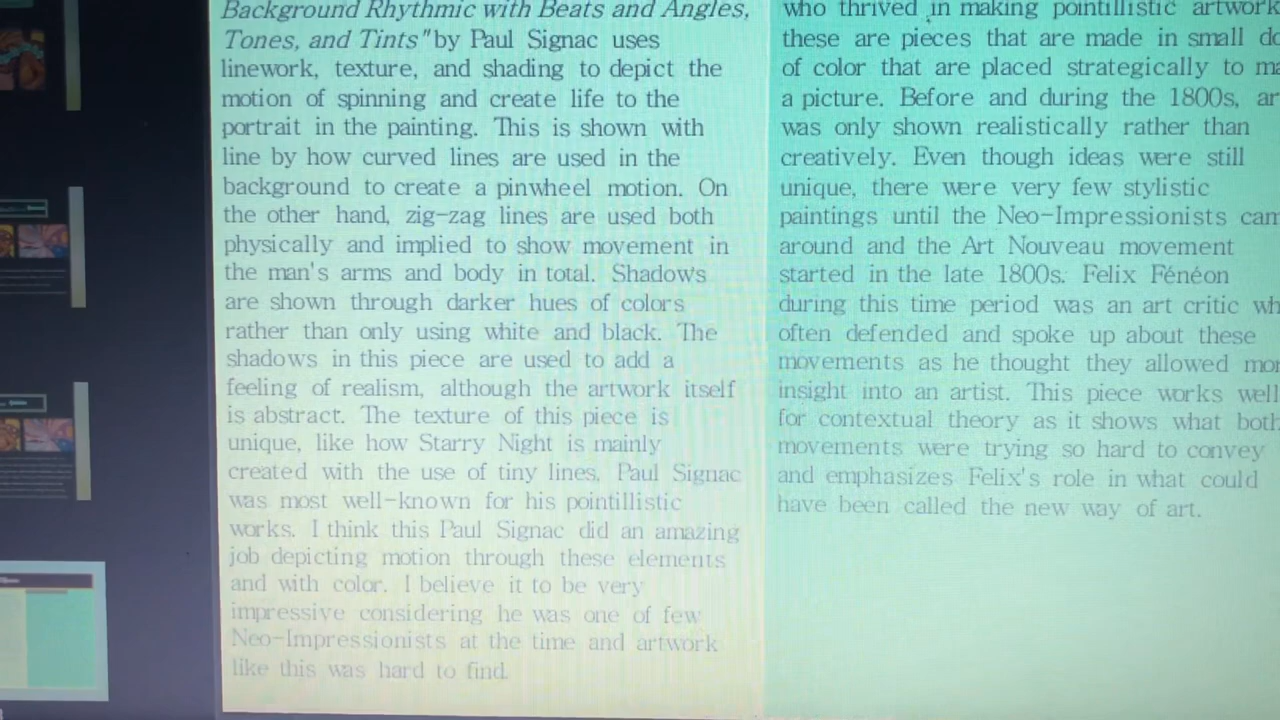 Background Rhythmic with Beats and Angles,
Tones, and Tints" by Paul Signac uses
linework, texture, and shading to depict the
motion of spinning and create life to the
portrait in the painting. This is shown with
line by how curved lines are used in the
background to create a pinwheel motion. On
the other hand, zig-zag lines are used both
physically and implied to show movement in
the man's arms and body in total. Shadows
are shown through darker hues of colors
rather than only using white and black. The
shadows in this piece are used to add a
feeling of realism, although the artwork itself
is abstract. The texture of this piece is
unique, like how Starry Night is mainly
created with the use of tiny lines. Paul Signac
was most well-known for his pointillistic
works. I think this Paul Signac did an amazing
job depicting motion through these elements
and with color. I believe it to be very
impressive considering he was one of few
Neo-Impressionists at the time and artwork
like this was hard to find.
who thrived in making pointillistic artwork
these are pieces that are made in small
of color that are placed strategically to
a picture. Before and during the 1800s,
was only shown realistically rather than
creatively. Even though ideas were still
unique, there were very few stylistic
paintings until the Neo-Impressionists
around and the Art Nouveau movement
started in the late 1800s. Felix Fénéon
during this time period was an art critic
often defended and spoke up about these
movements as he thought they allowed
insight into an artist. This piece works well
for contextual theory as it shows what both
movements were trying so hard to convey
and emphasizes Felix's role in what could
have been called the new way of art.